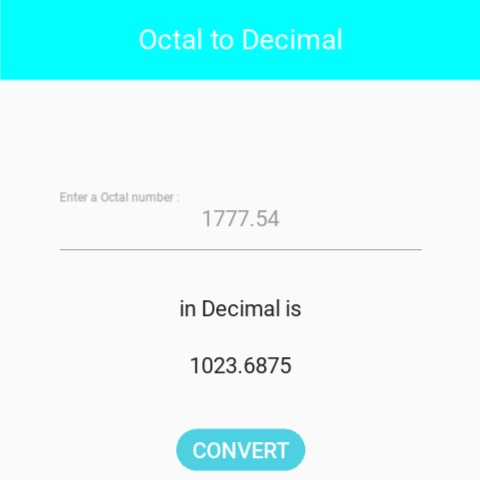 Octal to Decimal
Enter a Octal number :
1777.54
in Decimal is
1023.6875
CONVERT